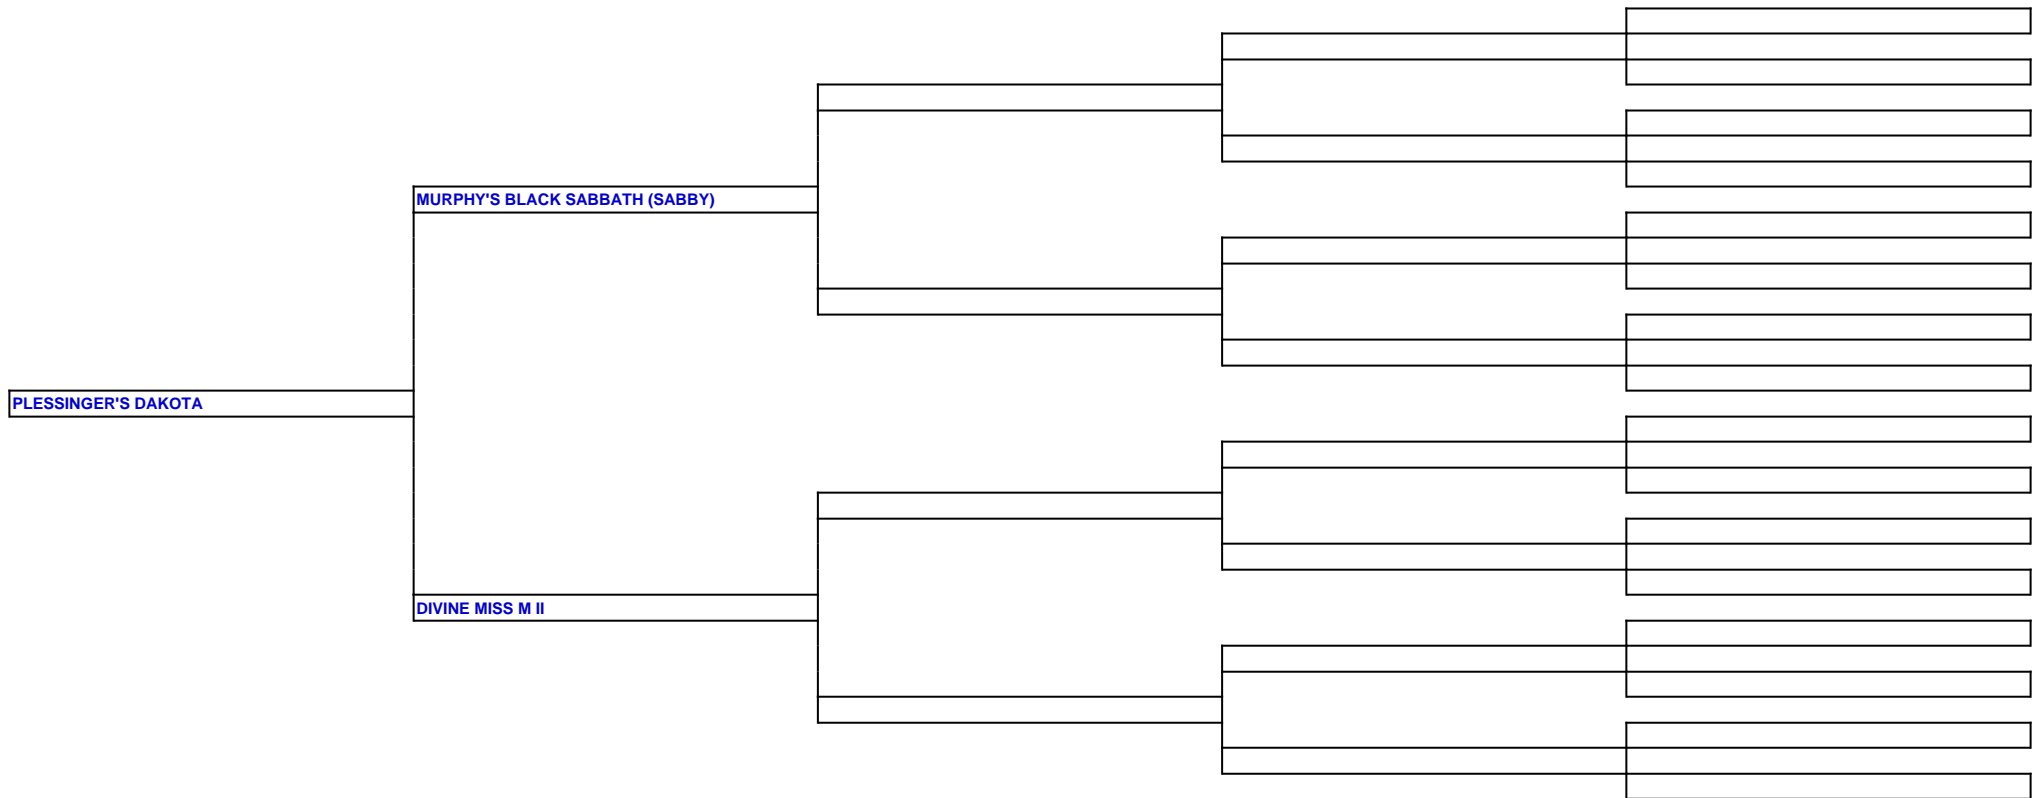 MURPHY'S BLACK SABBATH (SABBY)
PLESSINGER'S DAKOTA
DIVINE MISS M II